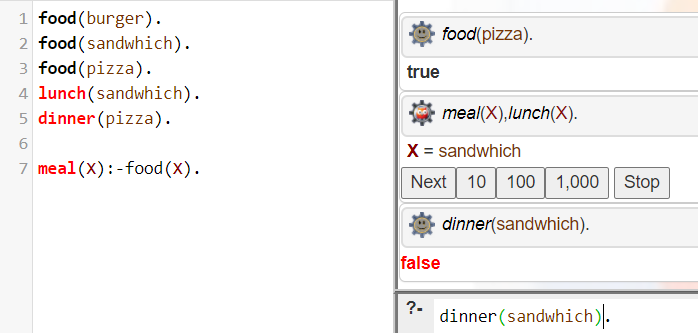 1 food(burger).
2 food(sandwhich).
3 food(pizza).
4 lunch(sandwhich).
5 dinner(pizza).
6
7 meal(X):-food(X).
food(pizza).
true
meal(X),lunch(X).
X = sandwhich
Next 10 100 1,000 Stop
dinner(sandwhich).
false
?- dinner(sandwhich).